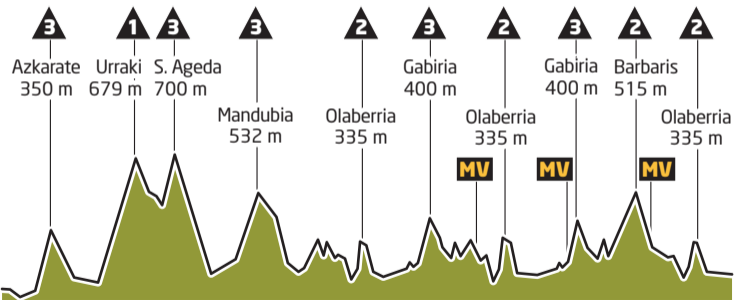 3 1 3 3 2 3 2 3 2 2
Azkarate Urraki S. Ageda Gabiria Gabiria Barbaris
350 m 679 m 700 m 400 m 400 m 515 m
Mandubia Olaberria Olaberria Olaberria
532 m 335 m 335 m 335 m
MV MV MV